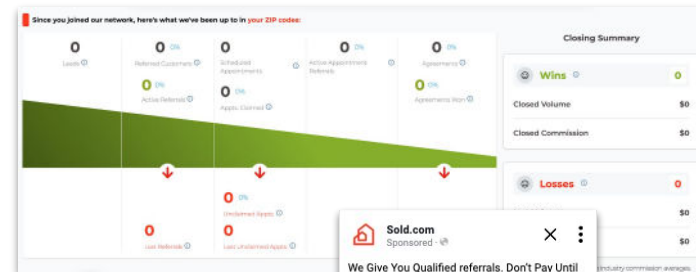 Since you joined our network, here's what we've been up to in your ZIP codes:
0
Leads
0 0%
Referred Customers
0 0%
Active Referrals
0
Scheduled
Appointments
0 0%
Appts. Claimed
0 0%
Active Appointment
Referrals
0 0%
Agreements
0 0%
Agreements Won
0
Lost Referrals
0 0%
Unclaimed Appts.
0
Lost Unclaimed Appts.
Closing Summary
Wins 0
Closed Volume $0
Closed Commission $0
Losses 0
$0
$0
industry commission averages.
Sold.com
Sponsored ·
We Give You Qualified referrals. Don't Pay Until